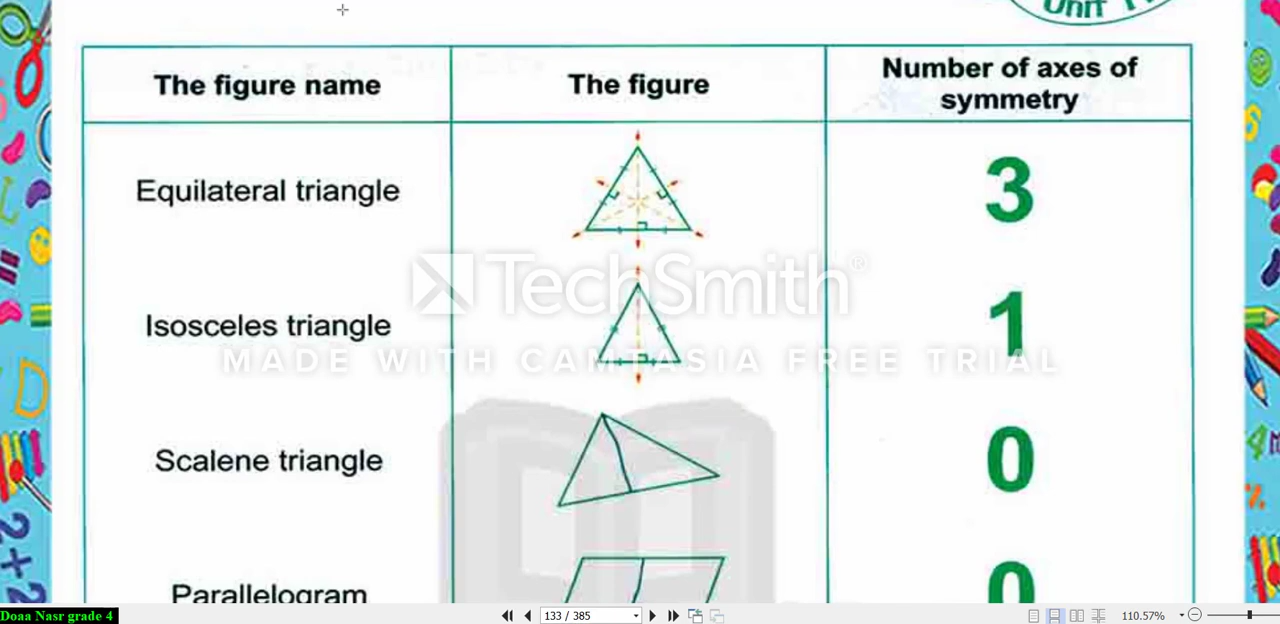 Unit
The figure name
The figure
Number of axes of
symmetry
Equilateral triangle
3
TechSmith®
Isosceles triangle
1
MADE WITH CAMTASIA FREE TRIAL
Scalene triangle
0
Parallelogram
0
Doaa Nasr grade 4
133 / 385
110.57%